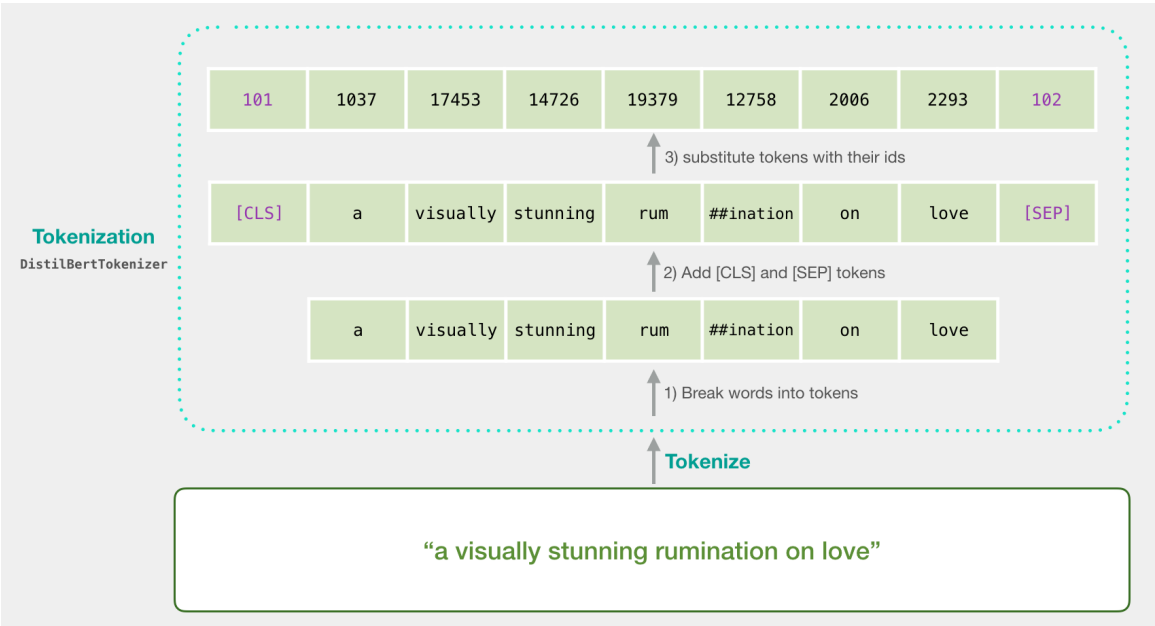 101 1037 17453 14726 19379 12758 2006 2293 102
3) substitute tokens with their ids
[CLS] a visually stunning rum ##ination on love [SEP]
Tokenization
DistilBertTokenizer
2) Add [CLS] and [SEP] tokens
a visually stunning rum ##ination on love
1) Break words into tokens
Tokenize
“a visually stunning rumination on love”